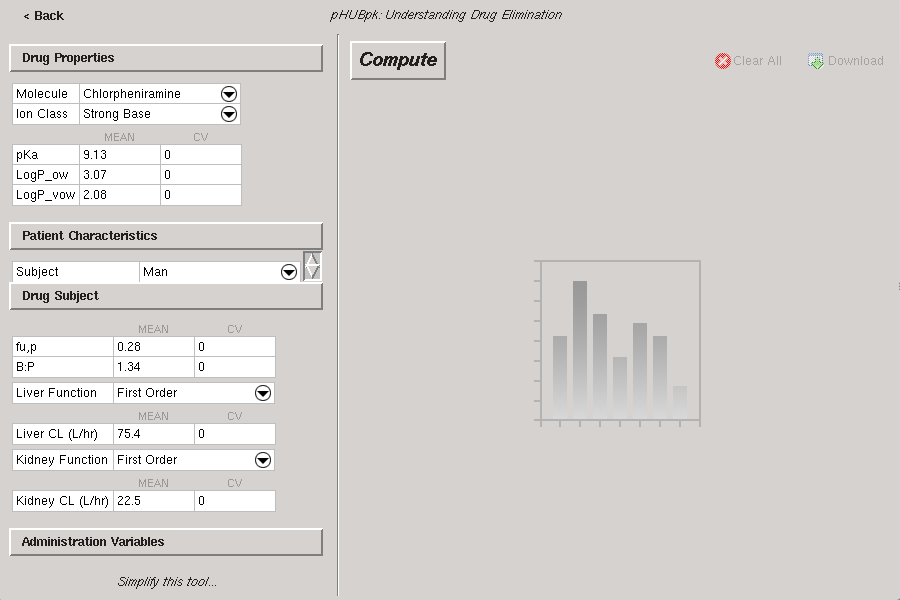 < Back
pHUBpk: Understanding Drug Elimination
Drug Properties
Compute
Clear All
Download
Molecule Chlorpheniramine
Ion Class Strong Base
MEAN CV
pKa 9.13 0
LogP_ow 3.07 0
LogP_vow 2.08 0
Patient Characteristics
Subject Man
Drug Subject
MEAN CV
fu,p 0.28 0
B:P 1.34 0
Liver Function First Order
MEAN CV
Liver CL (L/hr) 75.4 0
Kidney Function First Order
MEAN CV
Kidney CL (L/hr) 22.5 0
Administration Variables
Simplify this tool...